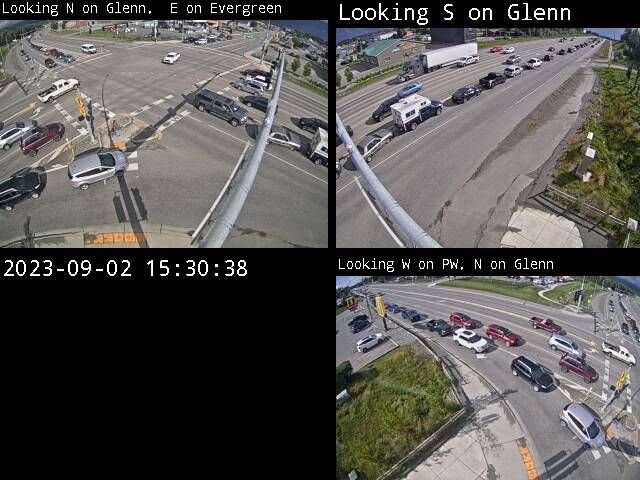 Looking N on Glenn, E on Evergreen
Looking S on Glenn
2023-09-02 15:30:38
Looking W on PW, N on Glenn